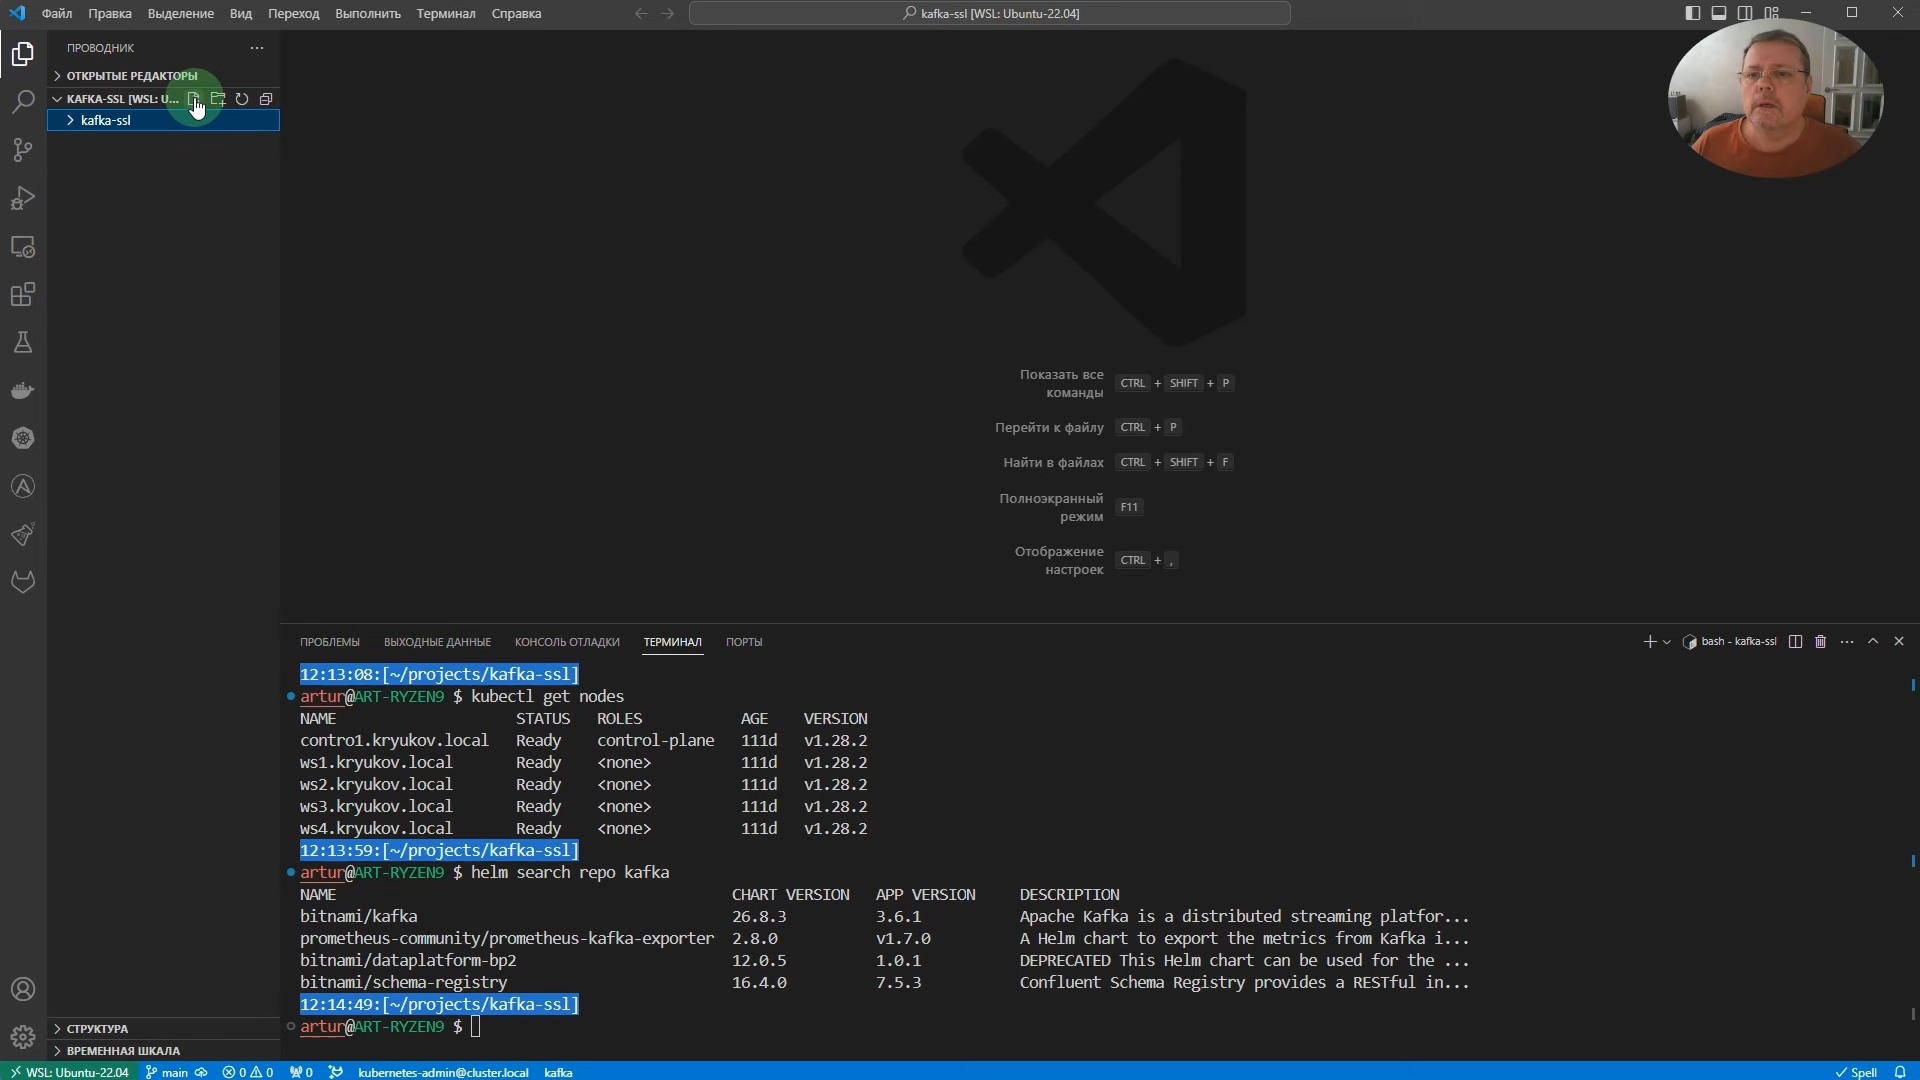 Файл Правка Выделение Вид Переход Выполнить Терминал Справка
kafka-ssl [WSL: Ubuntu-22.04]
ПРОВОДНИК
ОТКРЫТЫЕ РЕДАКТОРЫ
KAFKA-SSL [WSL: U...
kafka-ssl
Показать все команды CTRL + SHIFT + P
Перейти к файлу CTRL + P
Найти в файлах CTRL + SHIFT + F
Полноэкранный режим F11
Отображение настроек CTRL + ,
ПРОБЛЕМЫ ВЫХОДНЫЕ ДАННЫЕ КОНСОЛЬ ОТЛАДКИ ТЕРМИНАЛ ПОРТЫ
bash - kafka-ssl
12:13:08:[~/projects/kafka-ssl]
artur@ART-RYZEN9 $ kubectl get nodes
NAME STATUS ROLES AGE VERSION
contro1.kryukov.local Ready control-plane 111d v1.28.2
ws1.kryukov.local Ready <none> 111d v1.28.2
ws2.kryukov.local Ready <none> 111d v1.28.2
ws3.kryukov.local Ready <none> 111d v1.28.2
ws4.kryukov.local Ready <none> 111d v1.28.2
12:13:59:[~/projects/kafka-ssl]
artur@ART-RYZEN9 $ helm search repo kafka
NAME CHART VERSION APP VERSION DESCRIPTION
bitnami/kafka 26.8.3 3.6.1 Apache Kafka is a distributed streaming platfor...
prometheus-community/prometheus-kafka-exporter 2.8.0 v1.7.0 A Helm chart to export the metrics from Kafka i...
bitnami/dataplatform-bp2 12.0.5 1.0.1 DEPRECATED This Helm chart can be used for the ...
bitnami/schema-registry 16.4.0 7.5.3 Confluent Schema Registry provides a RESTful in...
12:14:49:[~/projects/kafka-ssl]
artur@ART-RYZEN9 $
СТРУКТУРА
ВРЕМЕННАЯ ШКАЛА
WSL: Ubuntu-22.04 main 0 0 0 kubernetes-admin@cluster.local kafka Spell